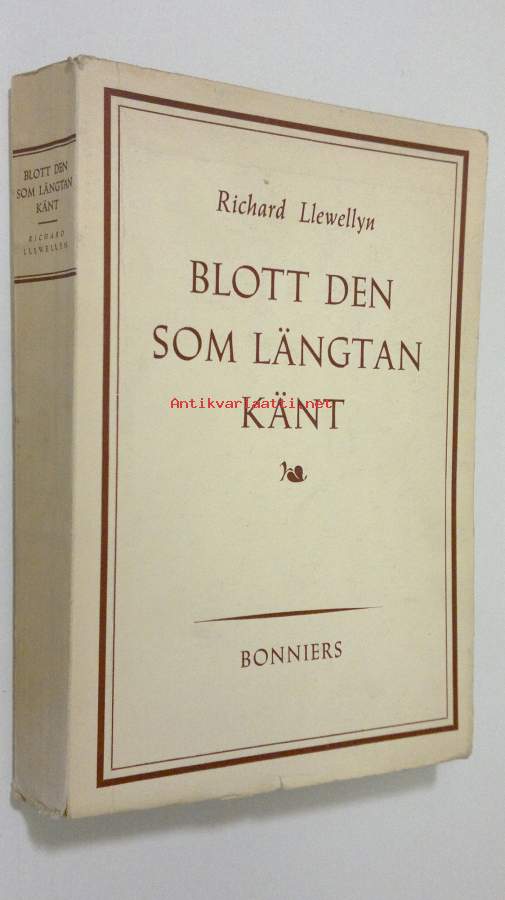 BLOTT DEN
SOM LÄNGTAN
KÄNT
RICHARD
LLEWELLYN
Richard Llewellyn
BLOTT DEN
SOM LÄNGTAN
KÄNT
Antikvariaatti.net
BONNIERS